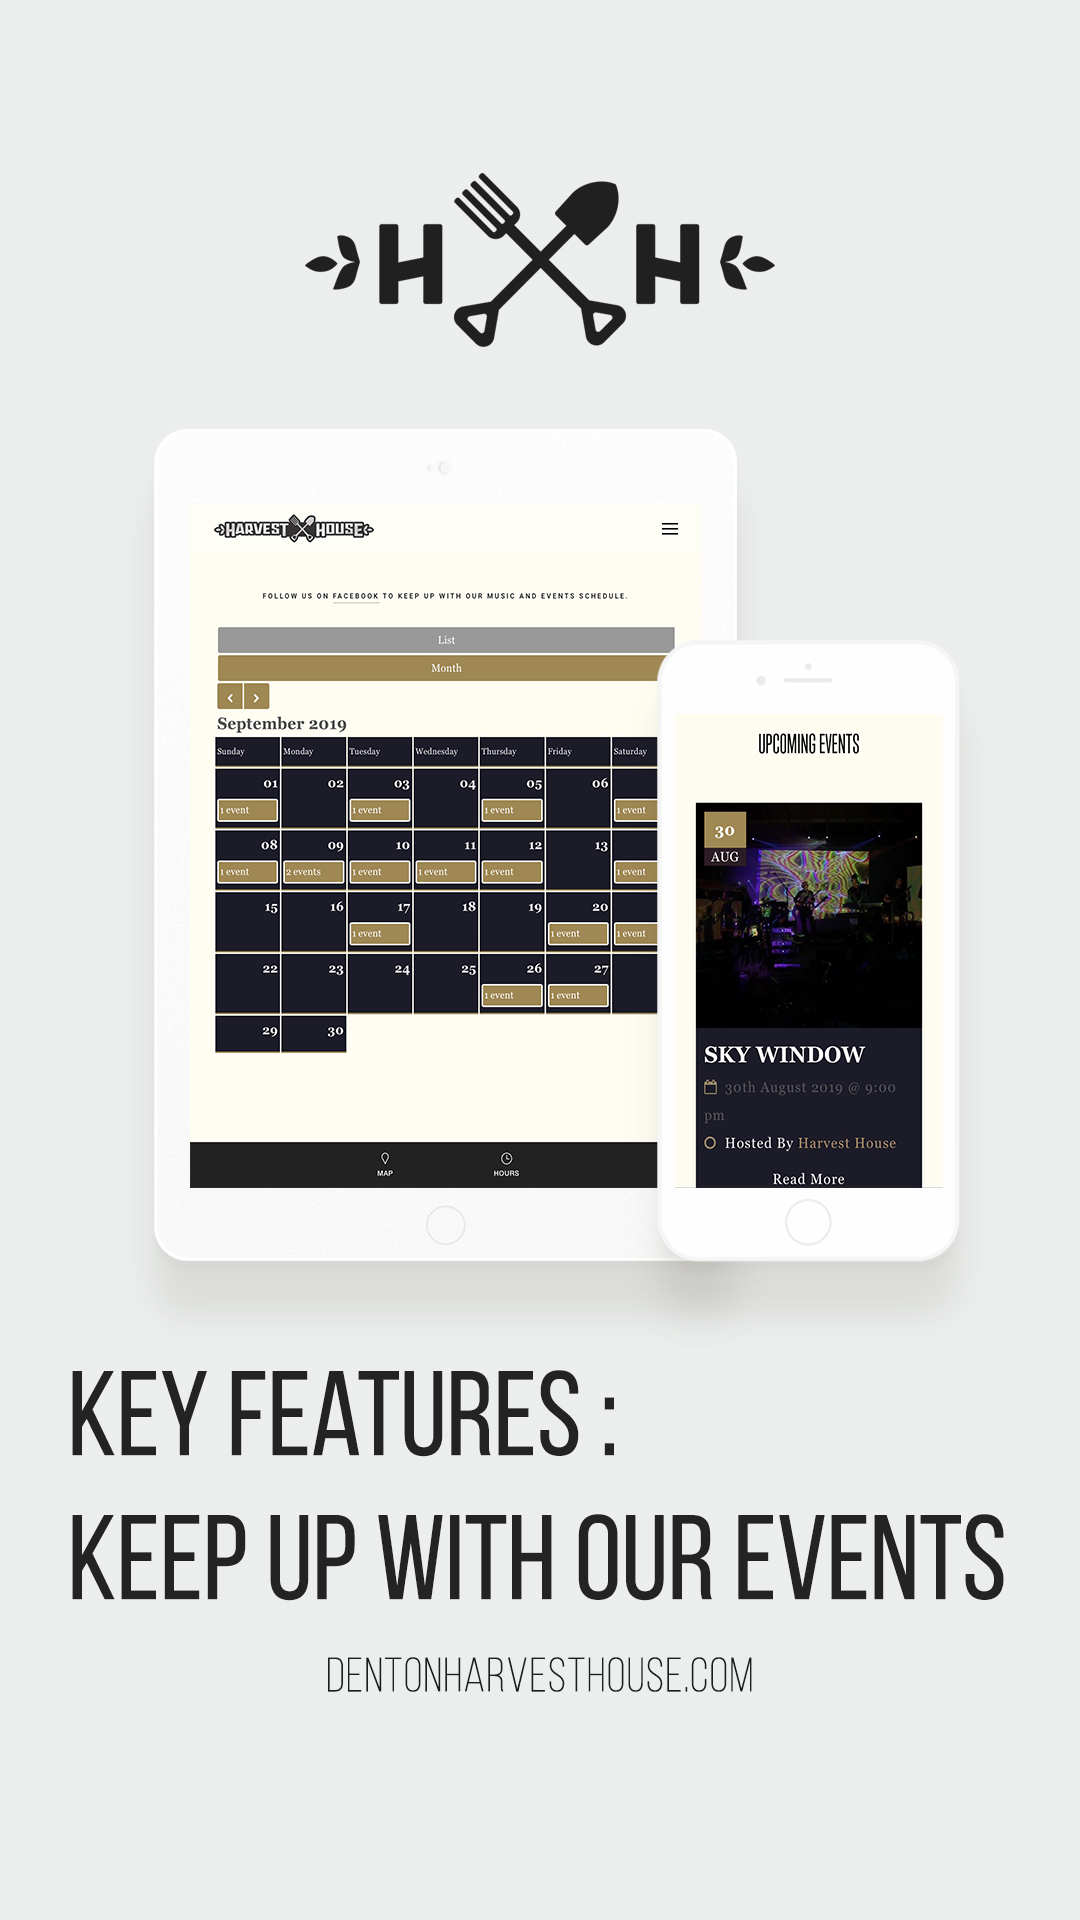 H H
HARVEST HOUSE
FOLLOW US ON FACEBOOK TO KEEP UP WITH OUR MUSIC AND EVENTS SCHEDULE.
List
Month
September 2019
Sunday Monday Tuesday Wednesday Thursday Friday Saturday
01 02 03 04 05 06
1 event 1 event 1 event 1 event
08 09 10 11 12 13
1 event 2 events 1 event 1 event 1 event 1 event
15 16 17 18 19 20
1 event 1 event 1 event
22 23 24 25 26 27
1 event 1 event
29 30
MAP HOURS
UPCOMING EVENTS
30
AUG
SKY WINDOW
30th August 2019 @ 9:00
pm
Hosted By Harvest House
Read More
KEY FEATURES :
KEEP UP WITH OUR EVENTS
DENTONHARVESTHOUSE.COM